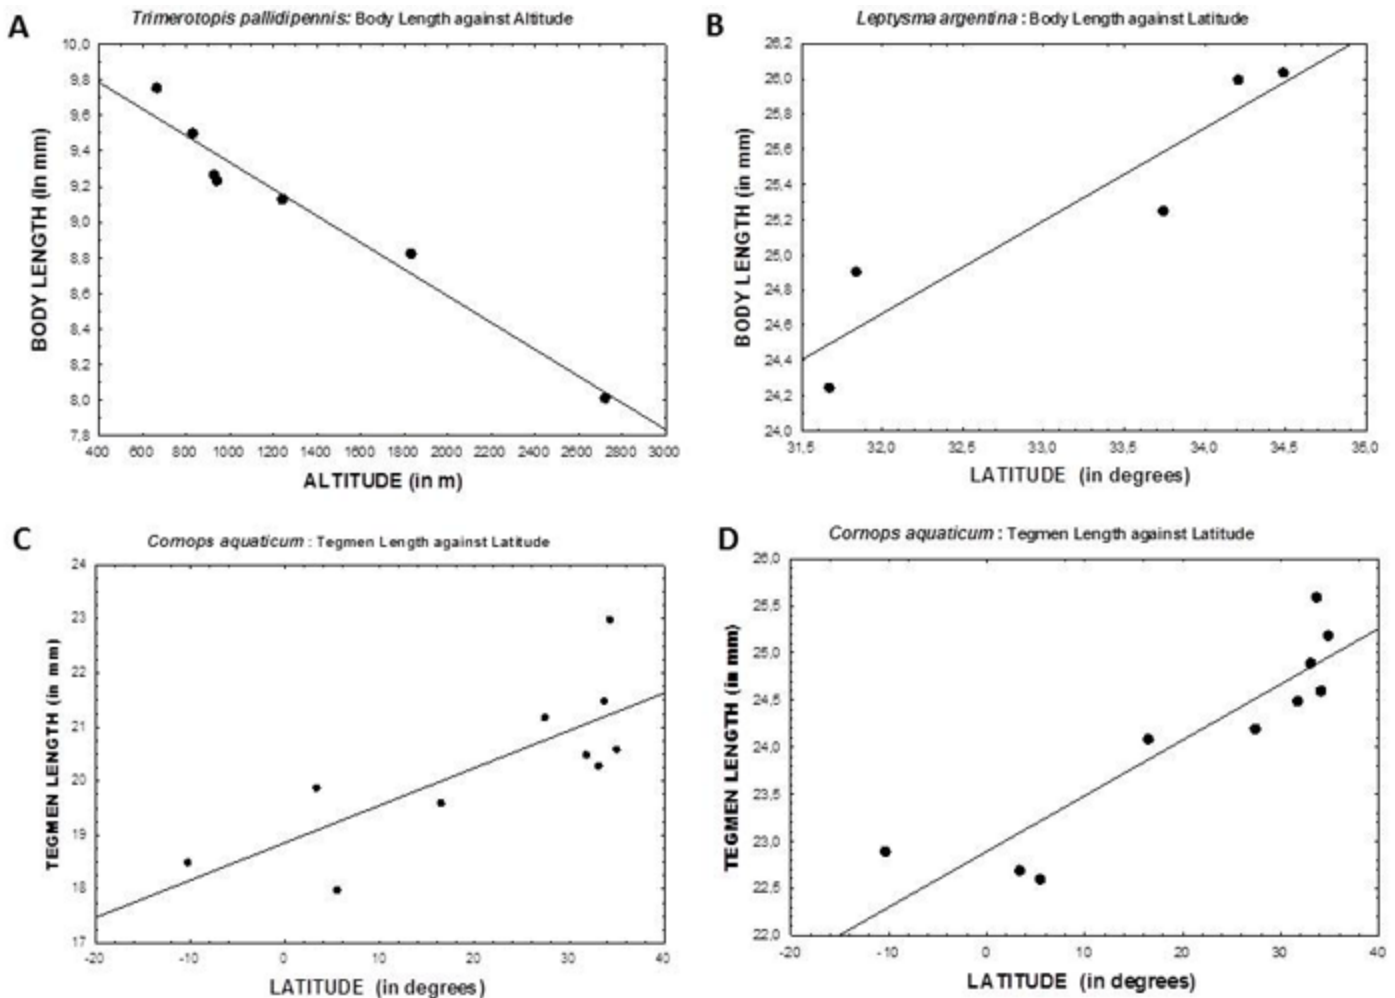 A
Trimerotopis pallidipennis: Body Length against Altitude
10,0
9,8
9,6
9,4
9,2
9,0
8,8
8,6
8,4
8,2
8,0
7,8
BODY LENGTH (in mm)
400 600 800 1000 1200 1400 1600 1800 2000 2200 2400 2600 2800 3000
ALTITUDE (in m)
B
Leptysma argentina : Body Length against Latitude
26,2
26,0
25,8
25,6
25,4
25,2
25,0
24,8
24,6
24,4
24,2
24,0
BODY LENGTH (in mm)
31,5 32,0 32,5 33,0 33,5 34,0 34,5 35,0
LATITUDE (in degrees)
C
Cornops aquaticum : Tegmen Length against Latitude
24
23
22
21
20
19
18
17
TEGMEN LENGTH (in mm)
-20 -10 0 10 20 30 40
LATITUDE (in degrees)
D
Cornops aquaticum : Tegmen Length against Latitude
26,0
25,5
25,0
24,5
24,0
23,5
23,0
22,5
22,0
TEGMEN LENGTH (in mm)
-20 -10 0 10 20 30 40
LATITUDE (in degrees)